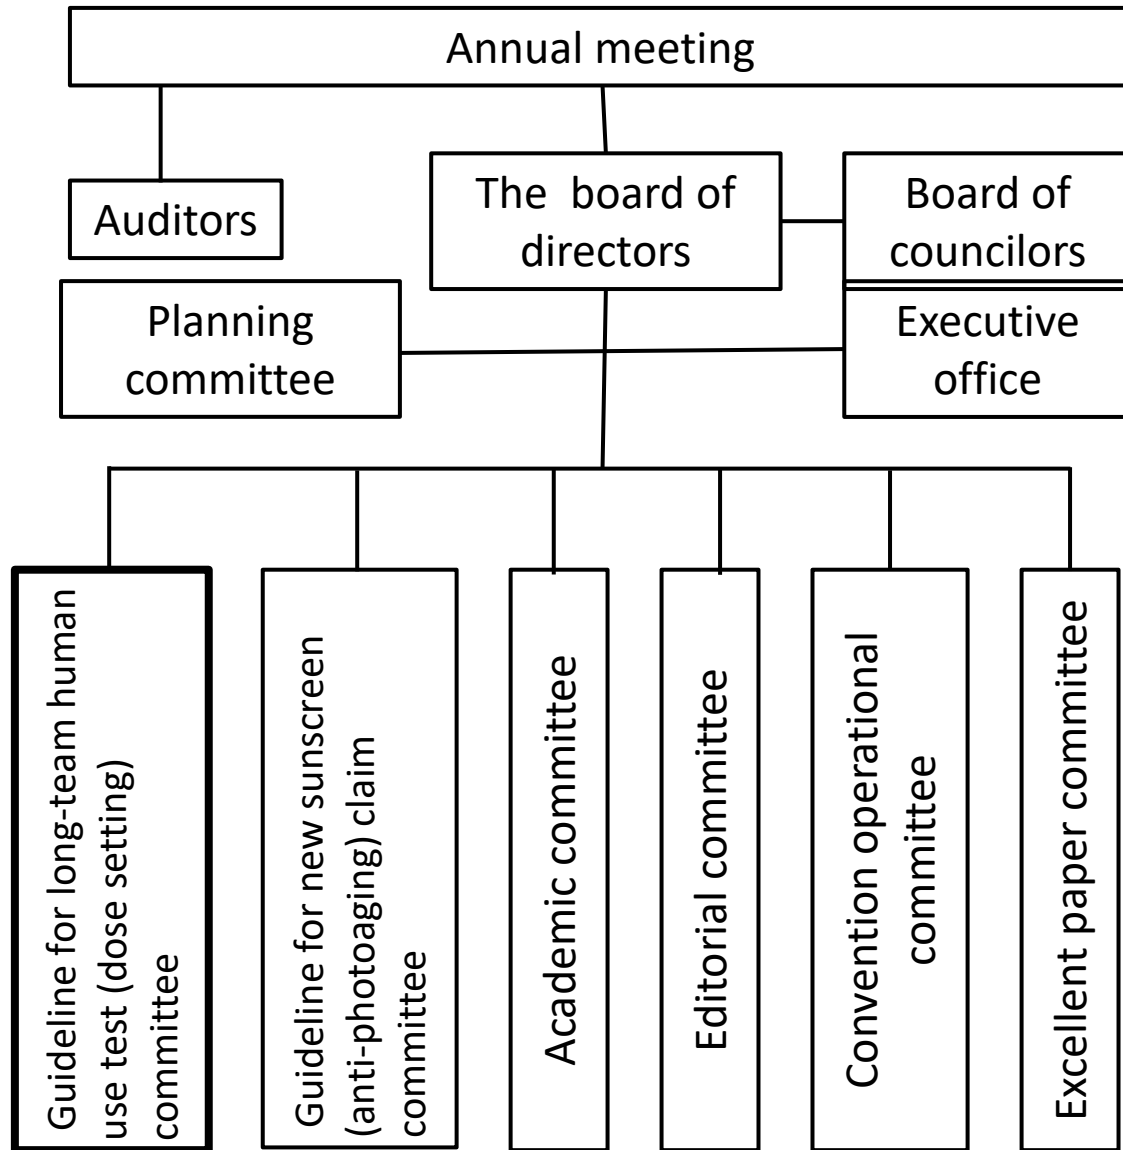 Annual meeting
Auditors
The  board of
directors
Board of
councilors
Planning
committee
Executive
office
Guideline for long-team human
use test (dose setting)
committee
Guideline for new sunscreen
(anti-photoaging) claim
committee
Academic committee
Editorial committee
Convention operational
committee
Excellent paper committee